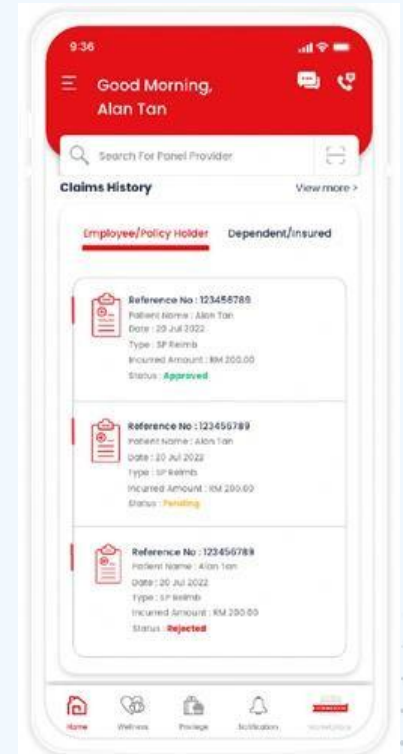 9:36
Good Morning,
Alan Tan
Search For Panel Provider
Claims History
View more >
Employee/Policy Holder
Dependent/Insured
Reference No : 123456789
Patient Name : Alan Tan
Date : 20 Jul 2022
Type : SP Reimb
Incurred Amount : RM 200.00
Status : Approved
Reference No : 123456789
Patient Name : Alan Tan
Date : 20 Jul 2022
Type : SP Reimb
Incurred Amount : RM 200.00
Status : Pending
Reference No : 123456789
Patient Name : Alan Tan
Date : 20 Jul 2022
Type : SP Reimb
Incurred Amount : RM 200.00
Status : Rejected
Home
Wellness
Privilege
Notification